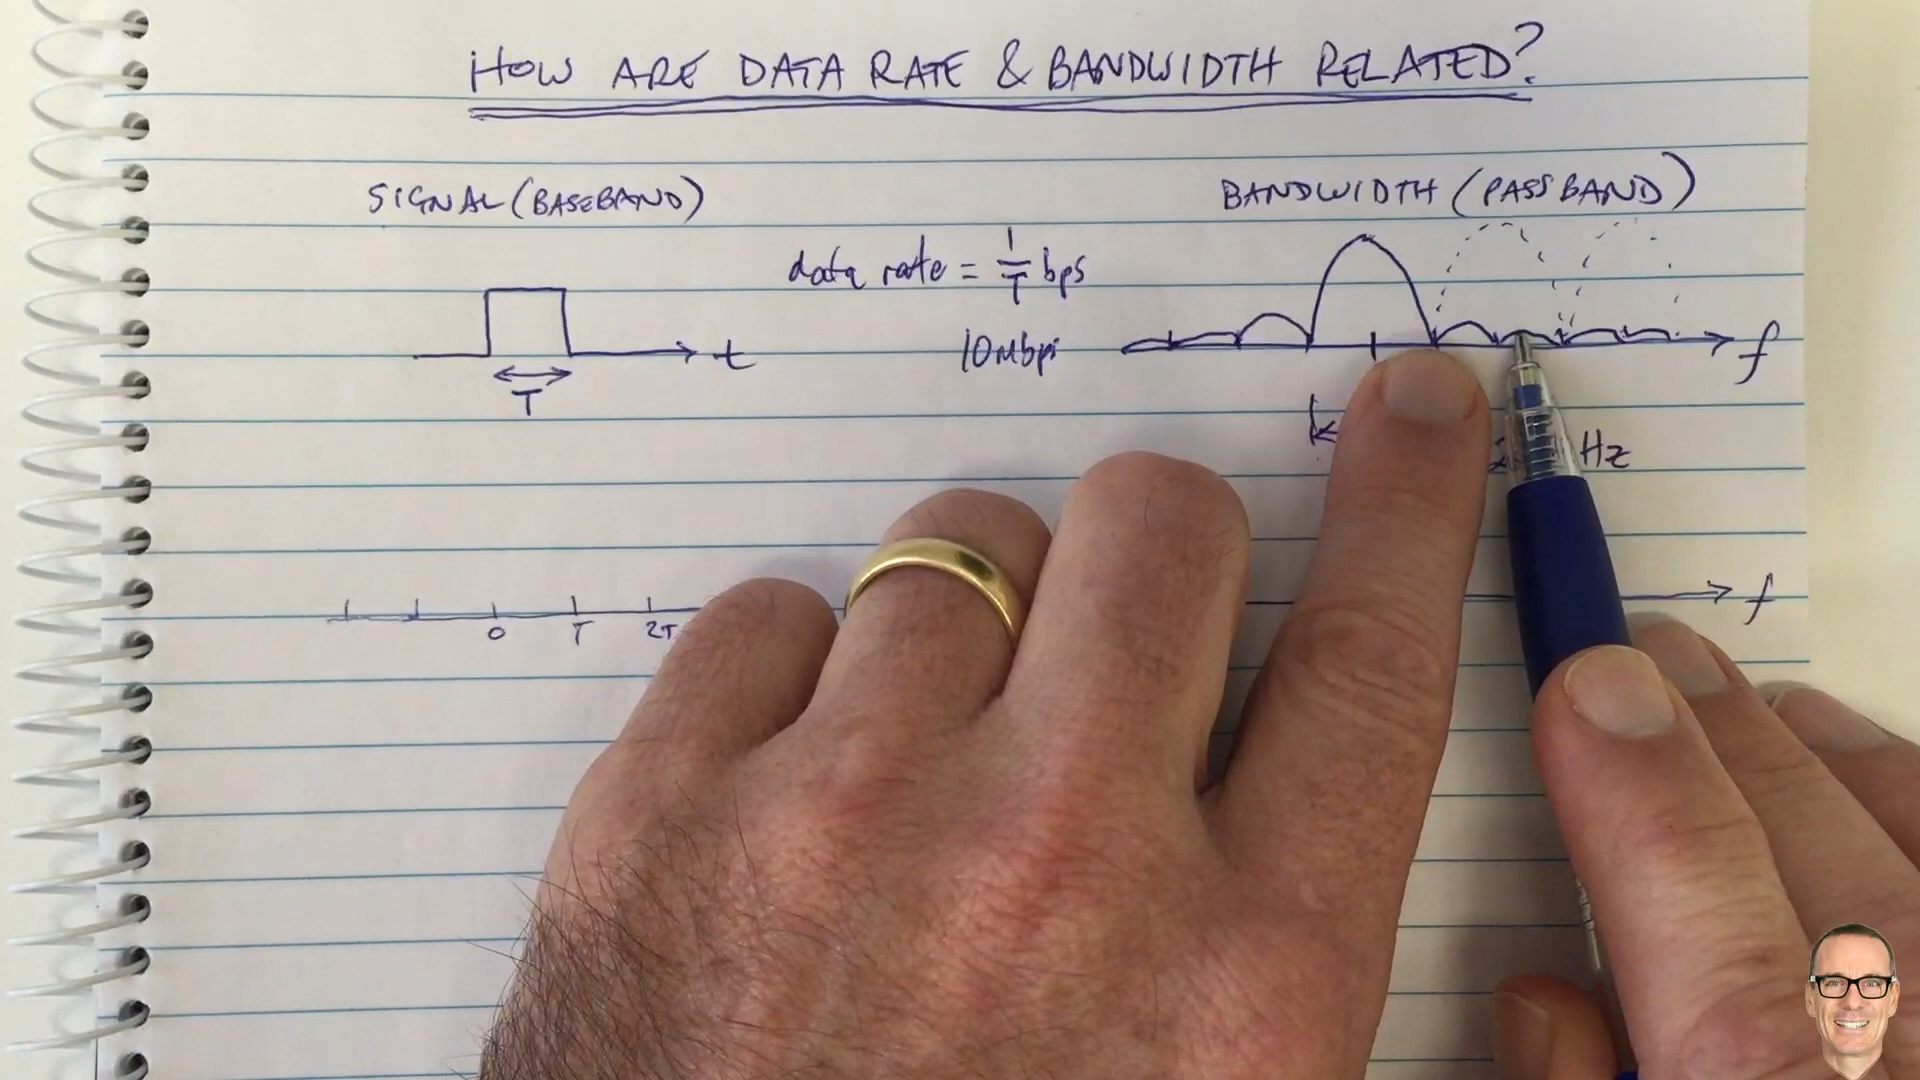 HOW ARE DATA RATE & BANDWIDTH RELATED?
SIGNAL (BASEBAND)
BANDWIDTH (PASSBAND)
data rate = 1/T bps
10Mbps
t
T
f
Hz
0 T 2T
f